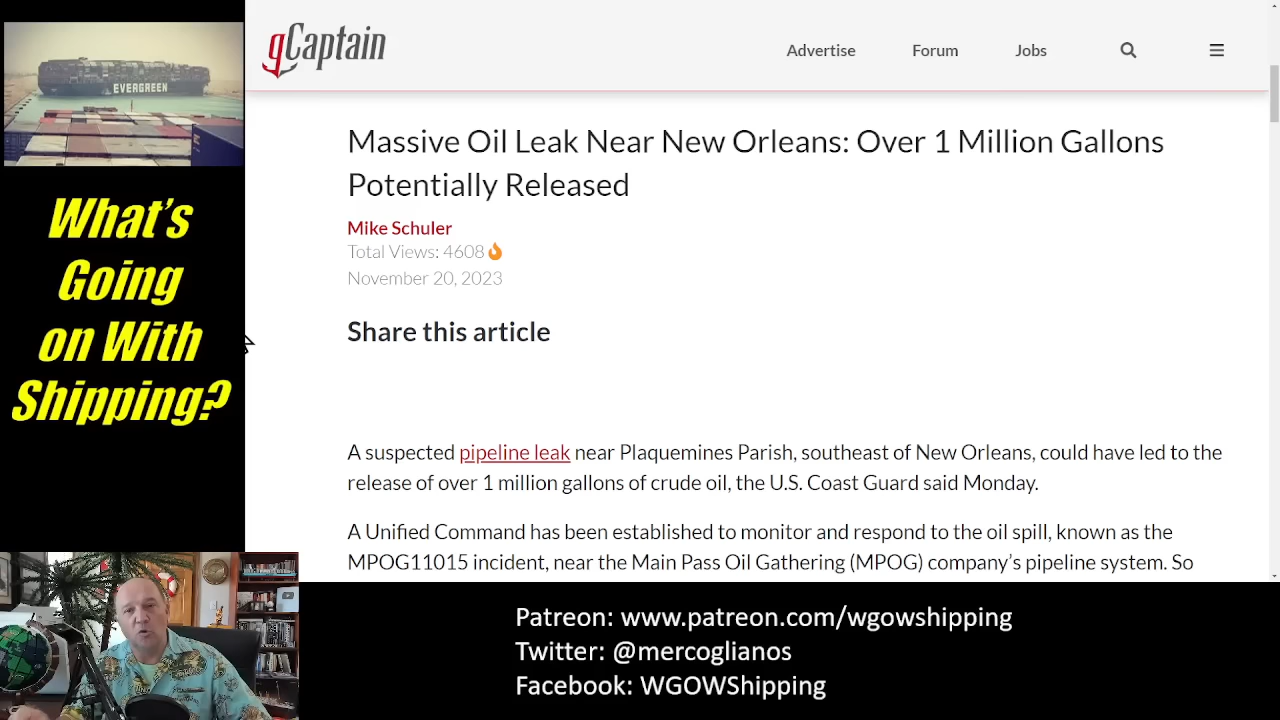 EVERGREEN
What's
Going
on With
Shipping?
gCaptain
Advertise
Forum
Jobs
Massive Oil Leak Near New Orleans: Over 1 Million Gallons
Potentially Released
Mike Schuler
Total Views: 4608
November 20, 2023
Share this article
A suspected pipeline leak near Plaquemines Parish, southeast of New Orleans, could have led to the
release of over 1 million gallons of crude oil, the U.S. Coast Guard said Monday.
A Unified Command has been established to monitor and respond to the oil spill, known as the
MPOG11015 incident, near the Main Pass Oil Gathering (MPOG) company's pipeline system. So
Patreon: www.patreon.com/wgowshipping
Twitter: @mercoglianos
Facebook: WGOWShipping